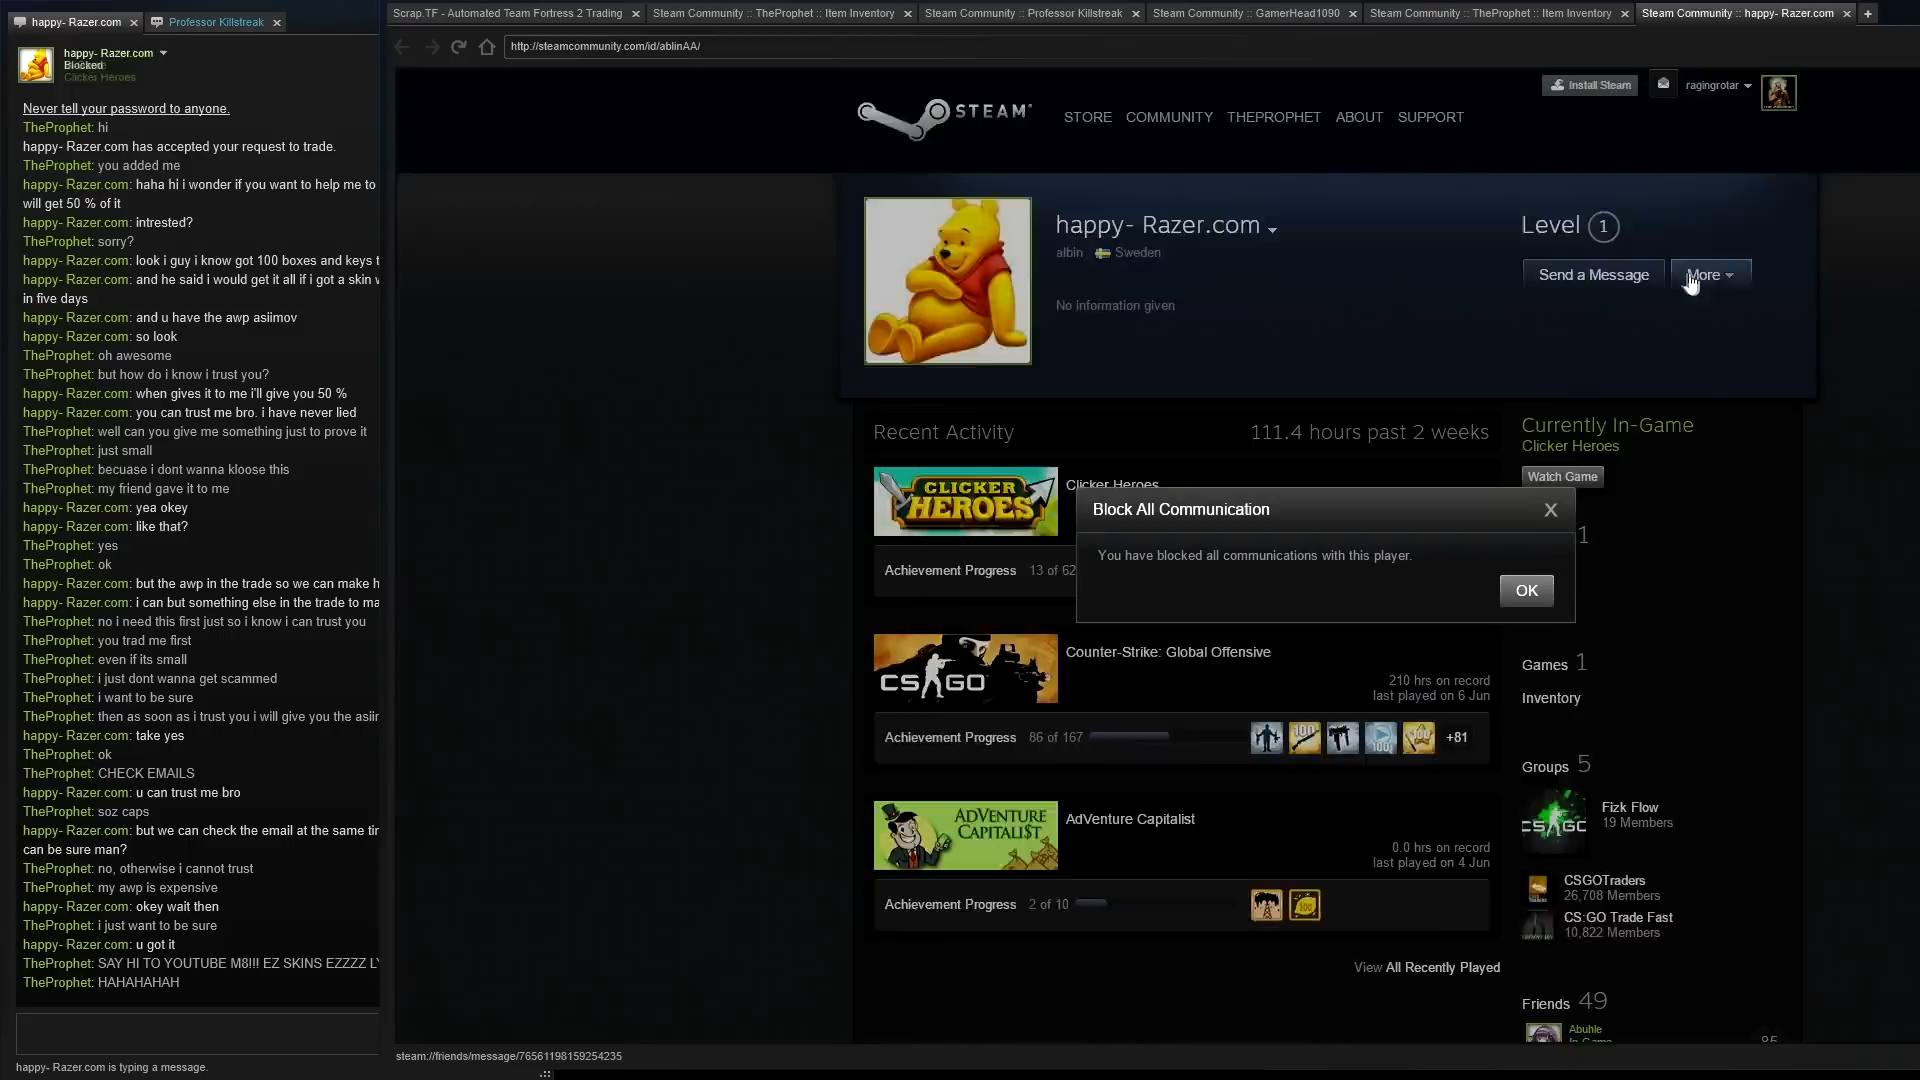 happy- Razer.com
Professor Killstreak
happy- Razer.com
Blocked
Clicker Heroes
Never tell your password to anyone.
TheProphet: hi
happy- Razer.com has accepted your request to trade.
TheProphet: you added me
happy- Razer.com: haha hi i wonder if you want to help me to
will get 50 % of it
happy- Razer.com: intrested?
TheProphet: sorry?
happy- Razer.com: look i guy i know got 100 boxes and keys t
happy- Razer.com: and he said i would get it all if i got a skin
in five days
happy- Razer.com: and u have the awp asiimov
happy- Razer.com: so look
TheProphet: oh awesome
TheProphet: but how do i know i trust you?
happy- Razer.com: when gives it to me i'll give you 50 %
happy- Razer.com: you can trust me bro. i have never lied
TheProphet: well can you give me something just to prove it
TheProphet: just small
TheProphet: becuase i dont wanna kloose this
TheProphet: my friend gave it to me
happy- Razer.com: yea okey
happy- Razer.com: like that?
TheProphet: yes
TheProphet: ok
happy- Razer.com: but the awp in the trade so we can make h
happy- Razer.com: i can but something else in the trade to ma
TheProphet: no i need this first just so i know i can trust you
TheProphet: you trad me first
TheProphet: even if its small
TheProphet: i just dont wanna get scammed
TheProphet: i want to be sure
TheProphet: then as soon as i trust you i will give you the asiir
happy- Razer.com: take yes
TheProphet: ok
TheProphet: CHECK EMAILS
happy- Razer.com: u can trust me bro
TheProphet: soz caps
happy- Razer.com: but we can check the email at the same tir
can be sure man?
TheProphet: no, otherwise i cannot trust
TheProphet: my awp is expensive
happy- Razer.com: okey wait then
TheProphet: i just want to be sure
happy- Razer.com: u got it
TheProphet: SAY HI TO YOUTUBE M8!!! EZ SKINS EZZZZ LY
TheProphet: HAHAHAHAH
happy- Razer.com is typing a message.
Scrap.TF - Automated Team Fortress 2 Trading
Steam Community :: TheProphet :: Item Inventory
Steam Community :: Professor Killstreak
Steam Community :: GamerHead1090
Steam Community :: TheProphet :: Item Inventory
Steam Community :: happy- Razer.com
http://steamcommunity.com/id/ablinAA/
Install Steam
ragingrotar
STEAM
STORE COMMUNITY THEPROPHET ABOUT SUPPORT
happy- Razer.com
albin Sweden
No information given
Level 1
Send a Message
More
Recent Activity
111.4 hours past 2 weeks
CLICKER HEROES
Clicker Heroes
Achievement Progress 13 of 62
Block All Communication X
You have blocked all communications with this player.
OK
CS GO
Counter-Strike: Global Offensive
210 hrs on record
last played on 6 Jun
Achievement Progress 86 of 167
100
100
100
+81
ADVENTURE CAPITALI$T
AdVenture Capitalist
0.0 hrs on record
last played on 4 Jun
Achievement Progress 2 of 10
100
View All Recently Played
Currently In-Game
Clicker Heroes
Watch Game
1
Games 1
Inventory
Groups 5
CS GO
Fizk Flow
19 Members
CSGOTraders
26,708 Members
CS:GO Trade Fast
10,822 Members
Friends 49
Abuhle
In-Game
steam://friends/message/76561198159254235